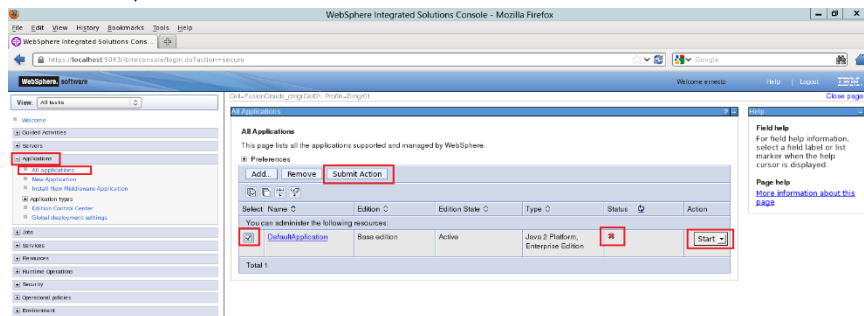 WebSphere Integrated Solutions Console - Mozilla Firefox
File Edit View History Bookmarks Tools Help
WebSphere Integrated Solutions Cons...
https://localhost:9043/ibm/console/login.do?action=secure
Google
WebSphere. software
Welcome ernesto
Help | Logout
IBM.
View: All tasks
Close page
Welcome
Guided Activities
Servers
Applications
All applications
New Application
Install New Middleware Application
Application Types
Edition Control Center
Global deployment settings
Jobs
Services
Resources
Runtime Operations
Security
Operational policies
Environment
All Applications
All Applications
This page lists all the applications supported and managed by WebSphere.
Preferences
Add... Remove Submit Action
Select Name Edition Edition State Type Status Action
You can administer the following resources:
DefaultApplication Base edition Active Java 2 Platform, Enterprise Edition Start
Total 1
Help
Field help
For field help information,
select a field label or list
marker when the help
cursor is displayed.
Page help
More information about this
page